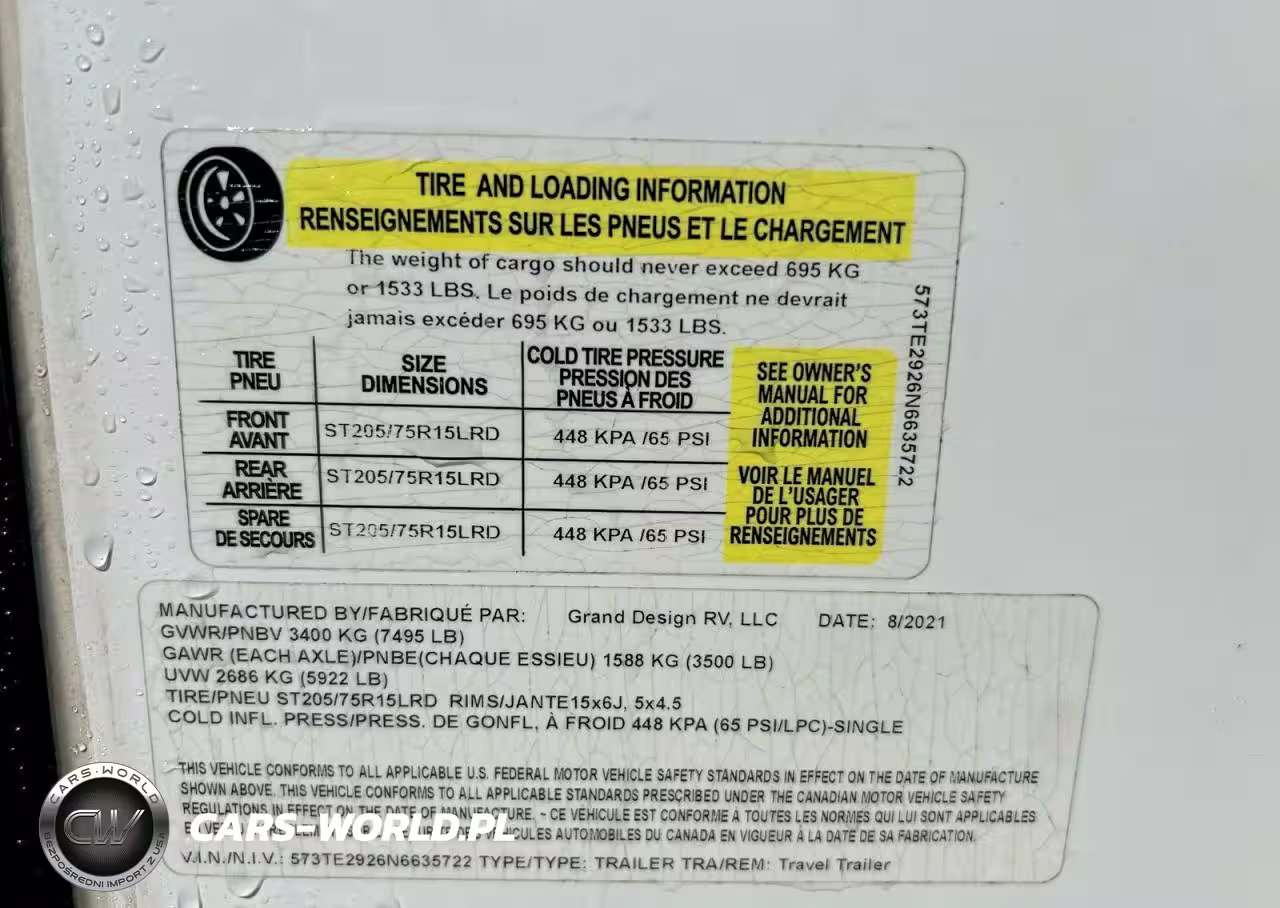 TIRE AND LOADING INFORMATION
RENSEIGNEMENTS SUR LES PNEUS ET LE CHARGEMENT
The weight of cargo should never exceed 695 KG
or 1533 LBS. Le poids de chargement ne devrait
jamais excéder 695 KG ou 1533 LBS.
TIRE
PNEU
SIZE
DIMENSIONS
COLD TIRE PRESSURE
PRESSION DES
PNEUS À FROID
FRONT
AVANT
ST205/75R15LRD
448 KPA /65 PSI
REAR
ARRIÈRE
ST205/75R15LRD
448 KPA /65 PSI
SPARE
DE SECOURS
ST205/75R15LRD
448 KPA /65 PSI
SEE OWNER'S
MANUAL FOR
ADDITIONAL
INFORMATION
VOIR LE MANUEL
DE L'USAGER
POUR PLUS DE
RENSEIGNEMENTS
573TE2926N6635722
MANUFACTURED BY/FABRIQUÉ PAR: Grand Design RV, LLC DATE: 8/2021
GVWR/PNBV 3400 KG (7495 LB)
GAWR (EACH AXLE)/PNBE(CHAQUE ESSIEU) 1588 KG (3500 LB)
UVW 2686 KG (5922 LB)
TIRE/PNEU ST205/75R15LRD RIMS/JANTE15x6J, 5x4.5
COLD INFL. PRESS/PRESS. DE GONFL. À FROID 448 KPA (65 PSI/LPC)-SINGLE
THIS VEHICLE CONFORMS TO ALL APPLICABLE U.S. FEDERAL MOTOR VEHICLE SAFETY STANDARDS IN EFFECT ON THE DATE OF MANUFACTURE
SHOWN ABOVE. THIS VEHICLE CONFORMS TO ALL APPLICABLE STANDARDS PRESCRIBED UNDER THE CANADIAN MOTOR VEHICLE SAFETY
REGULATIONS IN EFFECT ON THE DATE OF MANUFACTURE. ~ CE VEHICULE EST CONFORME A TOUTES LES NORMES QUI LUI SONT APPLICABLES
VÉHICULES AUTOMOBILES DU CANADA EN VIGUEUR À LA DATE DE SA FABRICATION.
V.I.N./N.I.V.: 573TE2926N6635722 TYPE/TYPE: TRAILER TRA/REM: Travel Trailer
CARS-WORLD
CW
BEZPOŚREDNI IMPORT Z USA
CARS-WORLD.PL